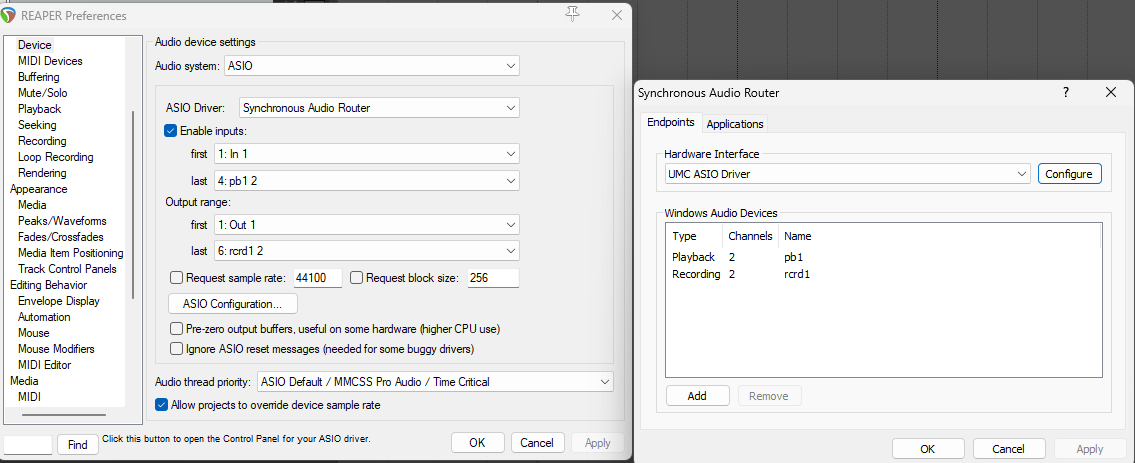 REAPER Preferences
Device
MIDI Devices
Buffering
Mute/Solo
Playback
Seeking
Recording
Loop Recording
Rendering
Appearance
Media
Peaks/Waveforms
Fades/Crossfades
Media Item Positioning
Track Control Panels
Editing Behavior
Envelope Display
Automation
Mouse
Mouse Modifiers
MIDI Editor
Media
MIDI
Find
Audio device settings
Audio system: ASIO
ASIO Driver: Synchronous Audio Router
Enable inputs:
first 1: In 1
last 4: pb1 2
Output range:
first 1: Out 1
last 6: rcrd1 2
Request sample rate: 44100 Request block size: 256
ASIO Configuration...
Pre-zero output buffers, useful on some hardware (higher CPU use)
Ignore ASIO reset messages (needed for some buggy drivers)
Audio thread priority: ASIO Default / MMCSS Pro Audio / Time Critical
Allow projects to override device sample rate
Click this button to open the Control Panel for your ASIO driver.
OK Cancel Apply
Synchronous Audio Router ?
Endpoints Applications
Hardware Interface
UMC ASIO Driver Configure
Windows Audio Devices
Type Channels Name
Playback 2 pb1
Recording 2 rcrd1
Add Remove
OK Cancel Apply